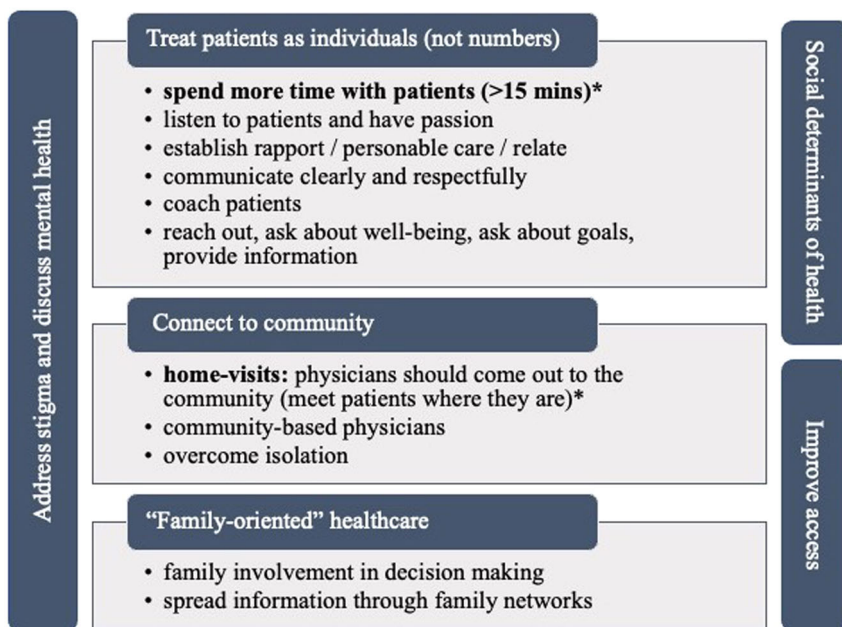 Address stigma and discuss mental health
Treat patients as individuals (not numbers)
• spend more time with patients (>15 mins)*
• listen to patients and have passion
• establish rapport / personable care / relate
• communicate clearly and respectfully
• coach patients
• reach out, ask about well-being, ask about goals,
provide information
Connect to community
• home-visits: physicians should come out to the
community (meet patients where they are)*
• community-based physicians
• overcome isolation
“Family-oriented” healthcare
• family involvement in decision making
• spread information through family networks
Social determinants of health
Improve access